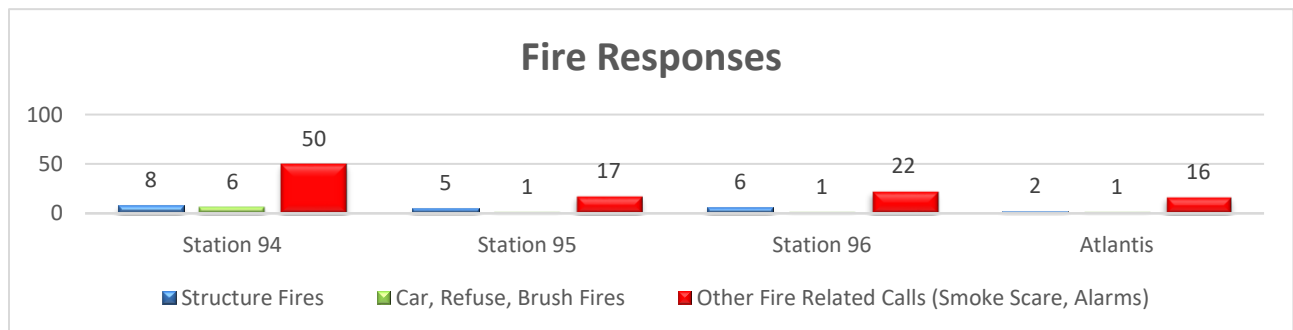 Fire Responses
100
50
0
8
6
50
5
1
17
6
1
22
2
1
16
Station 94
Station 95
Station 96
Atlantis
Structure Fires
Car, Refuse, Brush Fires
Other Fire Related Calls (Smoke Scare, Alarms)